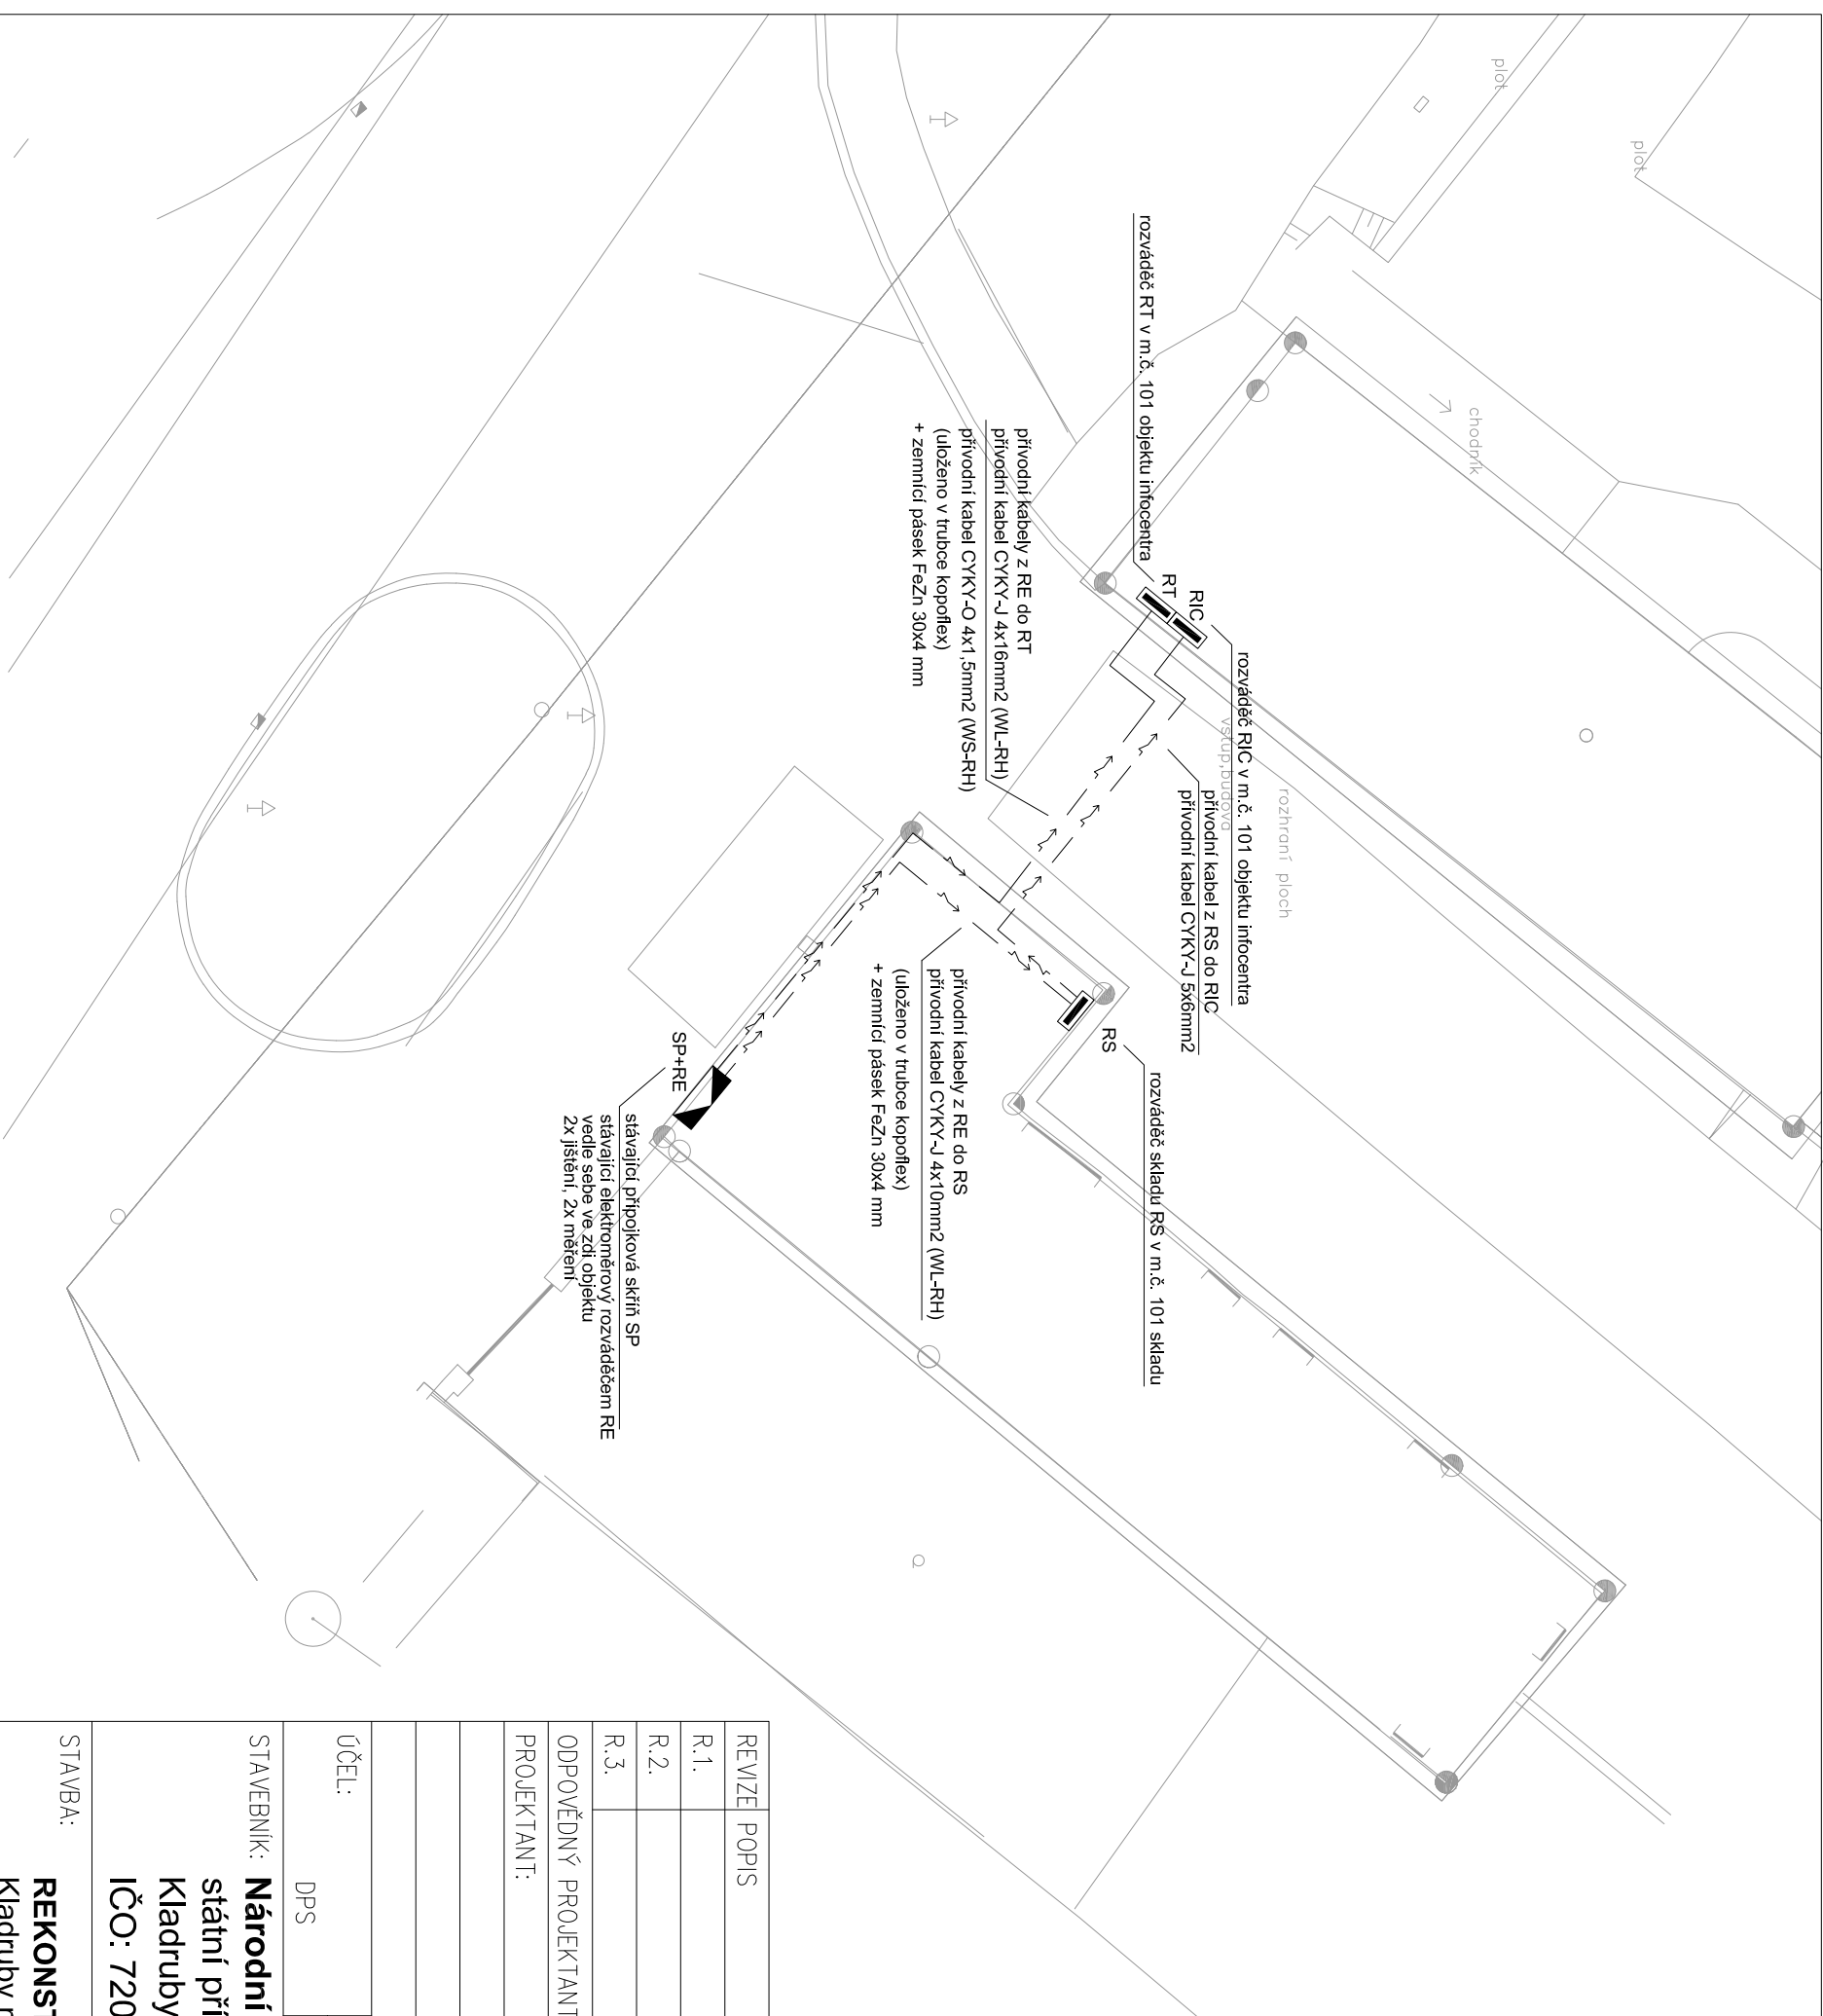 plot
plot
chodník
rozváděč RT v m.č. 101 objektu infocentra
RT
RIC
rozváděč RIC v m.č. 101 objektu infocentra
vstup,budova
rozhraní ploch
přívodní kabel z RS do RIC
přívodní kabel CYKY-J 5x6mm2
přívodní kabely z RE do RT
přívodní kabel CYKY-J 4x16mm2 (WL-RH)
přívodní kabel CYKY-O 4x1,5mm2 (WS-RH)
(uloženo v trubce kopoflex)
+ zemnící pásek FeZn 30x4 mm
RS
rozváděč skladu RS v m.č. 101 skladu
přívodní kabely z RE do RS
přívodní kabel CYKY-J 4x10mm2 (WL-RH)
(uloženo v trubce kopoflex)
+ zemnící pásek FeZn 30x4 mm
SP+RE
stávající přípojková skříň SP
stávající elektroměrový rozváděčem RE
vedle sebe ve zdi objektu
2x jištění, 2x měření
REVIZE POPIS
R.1.
R.2.
R.3.
ODPOVĚDNÝ PROJEKTANT
PROJEKTANT:
ÚČEL:
DPS
STAVEBNÍK: Národní
státní pří
Kladruby
IČO: 720
STAVBA:
REKONST
Kladruby n